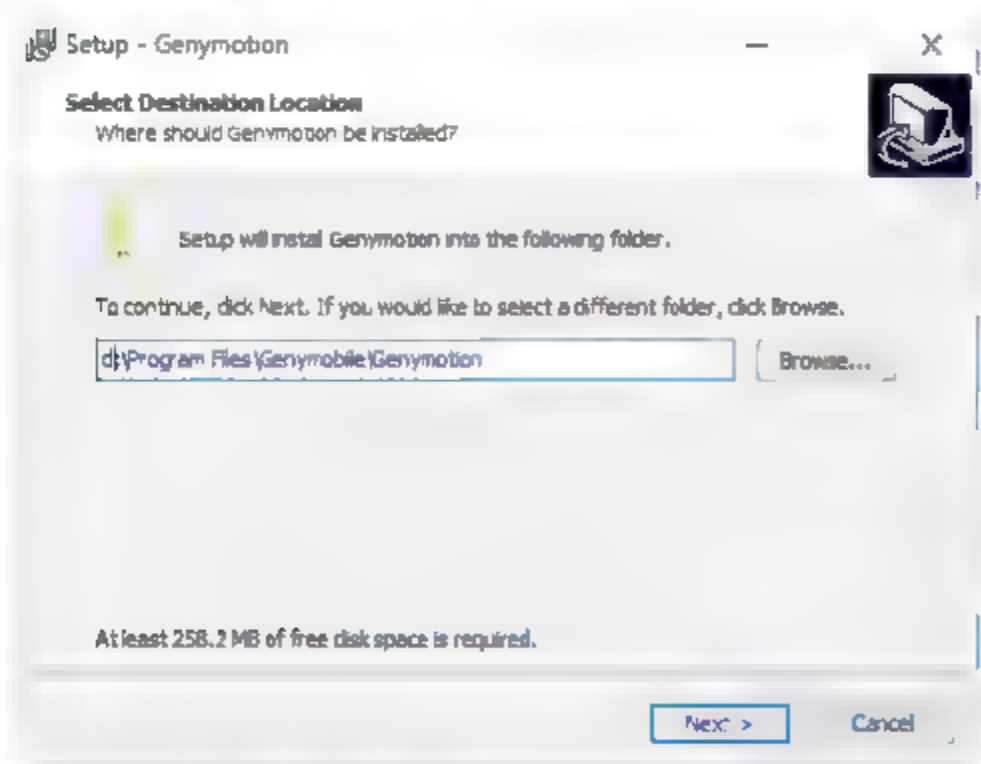 Setup - Genymotion
Select Destination Location
Where should Genymotion be installed?
Setup will install Genymotion into the following folder.
To continue, click Next. If you would like to select a different folder, click Browse.
d:\Program Files\Genymobile\Genymotion
Browse...
At least 258.2 MB of free disk space is required.
Next >
Cancel